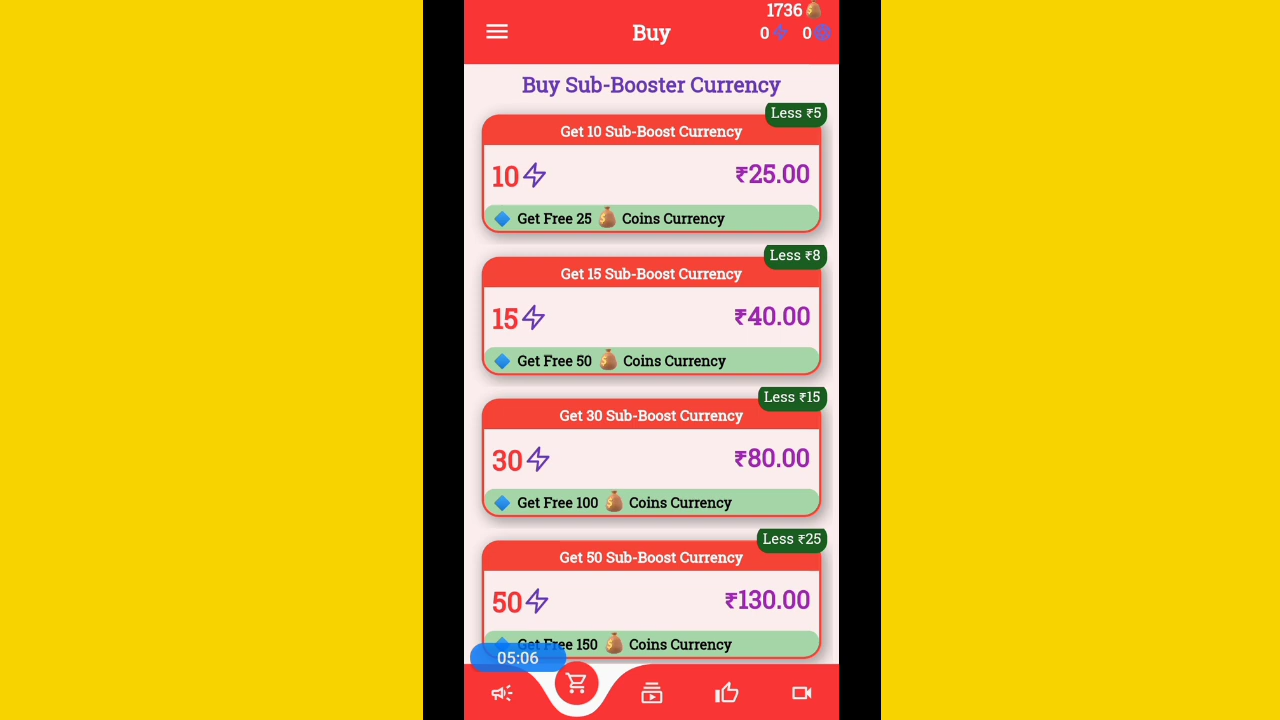 1736
Buy
0 0
Buy Sub-Booster Currency
Less ₹5
Get 10 Sub-Boost Currency
10 ₹25.00
Get Free 25 Coins Currency
Less ₹8
Get 15 Sub-Boost Currency
15 ₹40.00
Get Free 50 Coins Currency
Less ₹15
Get 30 Sub-Boost Currency
30 ₹80.00
Get Free 100 Coins Currency
Less ₹25
Get 50 Sub-Boost Currency
50 ₹130.00
Get Free 150 Coins Currency
05:06